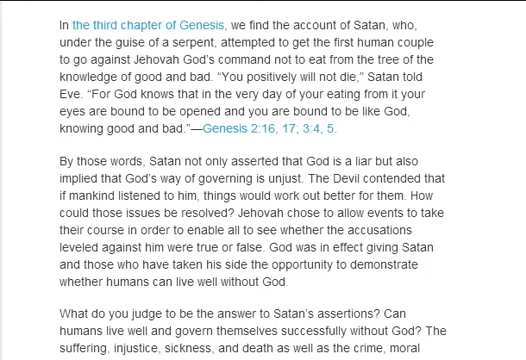 In the third chapter of Genesis, we find the account of Satan, who,
under the guise of a serpent, attempted to get the first human couple
to go against Jehovah God’s command not to eat from the tree of the
knowledge of good and bad. “You positively will not die,” Satan told
Eve. “For God knows that in the very day of your eating from it your
eyes are bound to be opened and you are bound to be like God,
knowing good and bad.”—Genesis 2:16, 17; 3:4, 5.
By those words, Satan not only asserted that God is a liar but also
implied that God’s way of governing is unjust. The Devil contended that
if mankind listened to him, things would work out better for them. How
could those issues be resolved? Jehovah chose to allow events to take
their course in order to enable all to see whether the accusations
leveled against him were true or false. God was in effect giving Satan
and those who have taken his side the opportunity to demonstrate
whether humans can live well without God.
What do you judge to be the answer to Satan’s assertions? Can
humans live well and govern themselves successfully without God? The
suffering, injustice, sickness, and death as well as the crime, moral